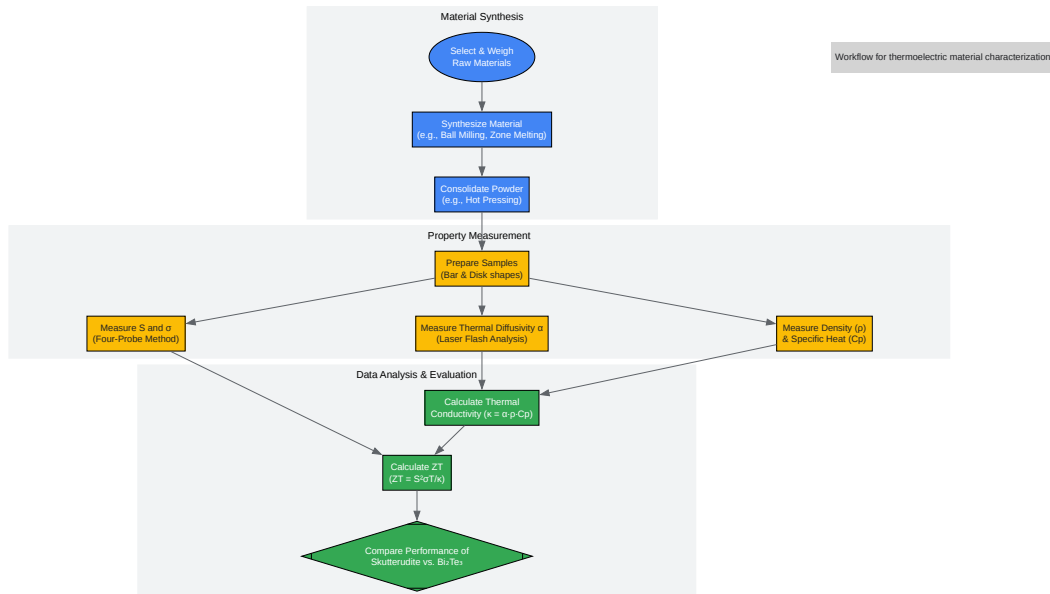 Material Synthesis
Select & Weigh
Raw Materials
Workflow for thermoelectric material characterization
Synthesize Material
(e.g., Ball Milling, Zone Melting)
Consolidate Powder
(e.g., Hot Pressing)
Property Measurement
Prepare Samples
(Bar & Disk shapes)
Measure S and σ
(Four-Probe Method)
Measure Thermal Diffusivity α
(Laser Flash Analysis)
Measure Density (ρ)
& Specific Heat (Cp)
Data Analysis & Evaluation
Calculate Thermal
Conductivity (κ = α·ρ·Cp)
Calculate ZT
(ZT = S²σT/κ)
Compare Performance of
Skutterudite vs. Bi₂Te₃